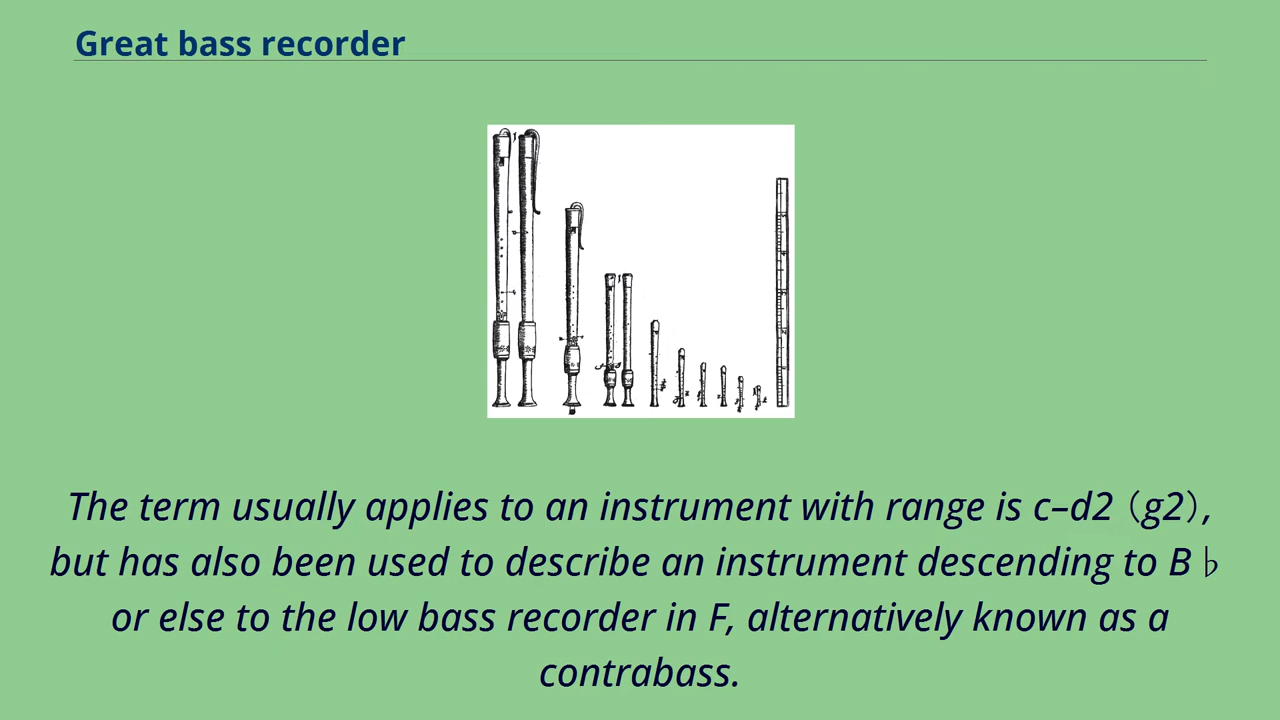 Great bass recorder
The term usually applies to an instrument with range is c–d2 (g2),
but has also been used to describe an instrument descending to B ♭
or else to the low bass recorder in F, alternatively known as a
contrabass.